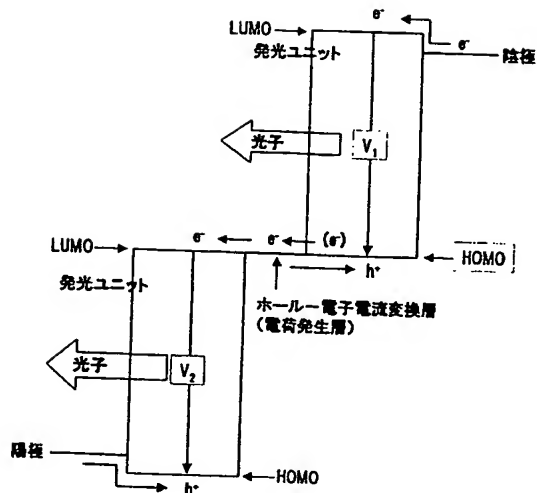 e⁻
LUMO
e⁻
発光ユニット
陰極
光子
V₁
LUMO
e⁻
e⁻
(e⁻)
HOMO
h⁺
発光ユニット
ホール－電子電流変換層
(電荷発生層)
光子
V₂
陽極
HOMO
h⁺